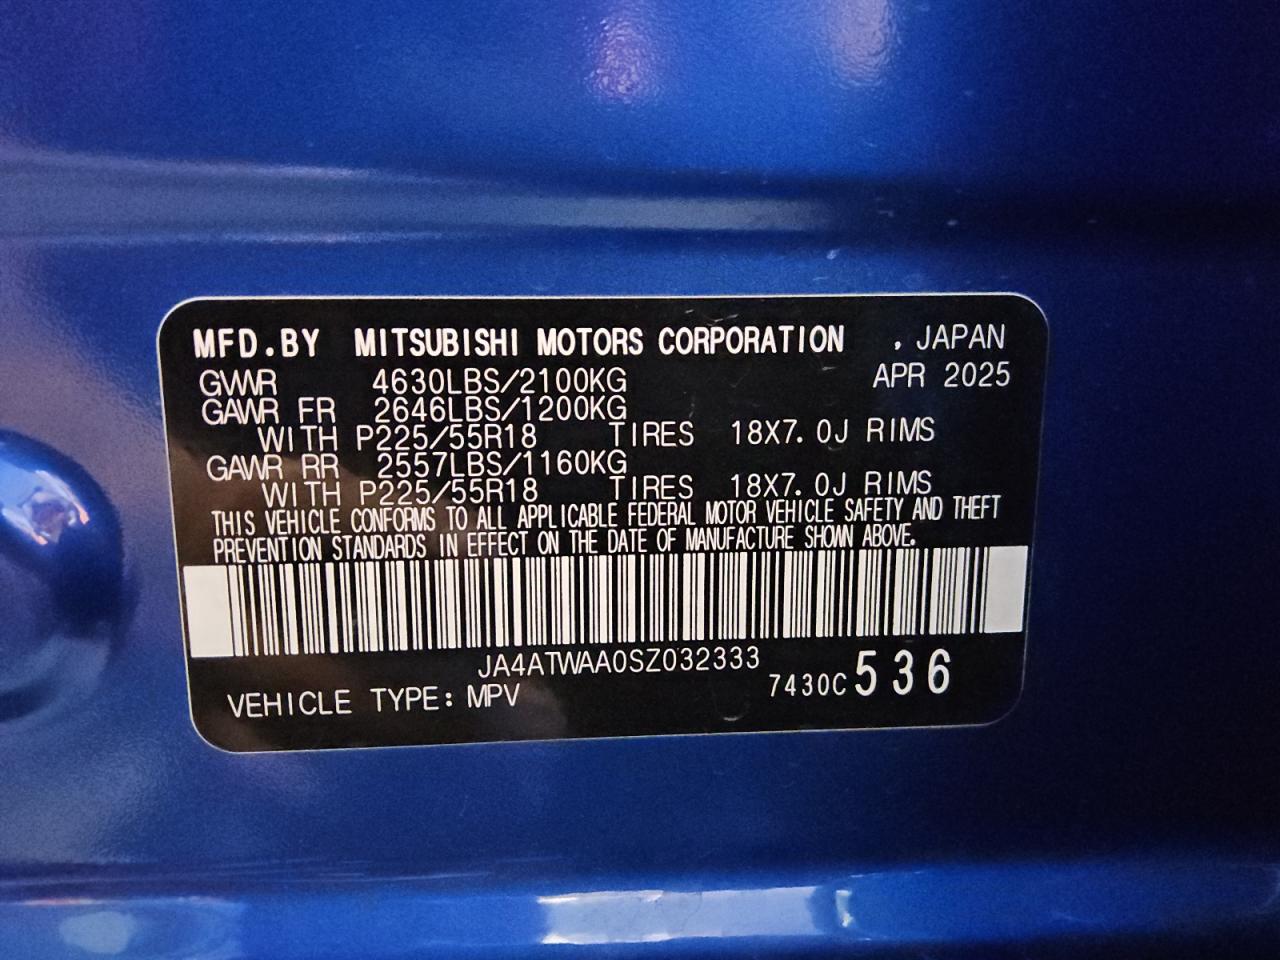 MFD.BY MITSUBISHI MOTORS CORPORATION , JAPAN
APR 2025
GVWR 4630LBS/2100KG
GAWR FR 2646LBS/1200KG
WITH P225/55R18 TIRES 18X7.0J RIMS
GAWR RR 2557LBS/1160KG
WITH P225/55R18 TIRES 18X7.0J RIMS
THIS VEHICLE CONFORMS TO ALL APPLICABLE FEDERAL MOTOR VEHICLE SAFETY AND THEFT
PREVENTION STANDARDS IN EFFECT ON THE DATE OF MANUFACTURE SHOWN ABOVE.
JA4ATWAA0SZ032333
VEHICLE TYPE: MPV 7430C 536